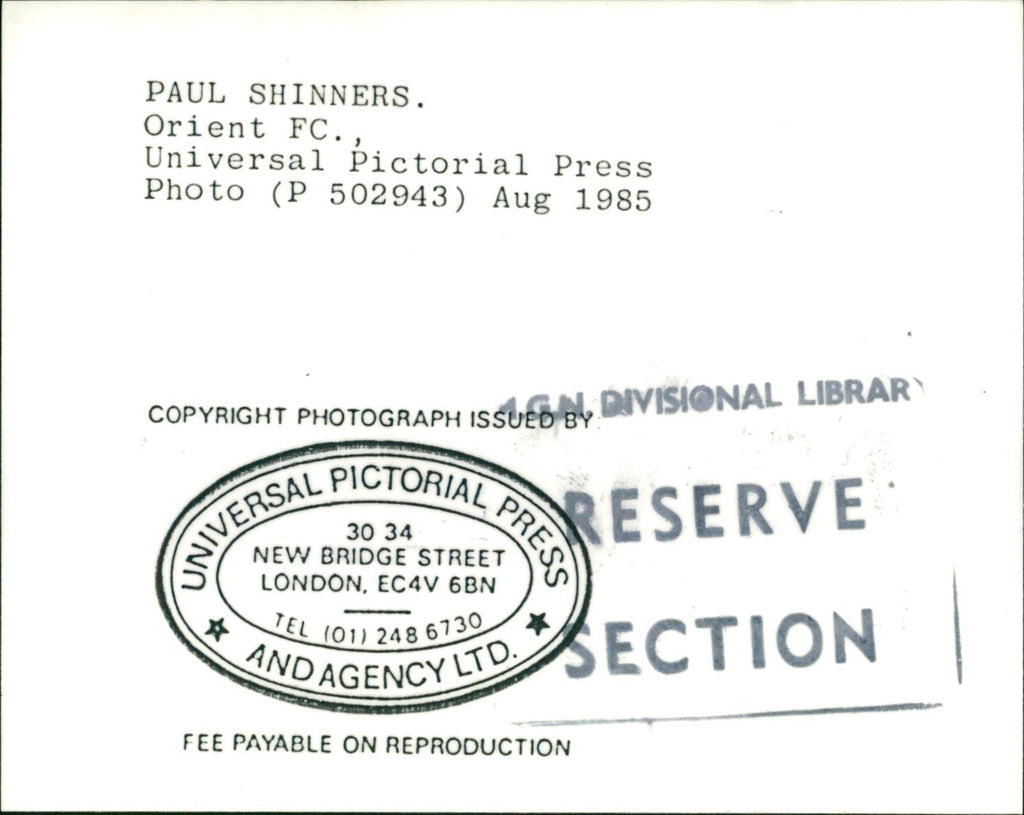 PAUL SHINNERS.
Orient FC.,
Universal Pictorial Press
Photo (P 502943) Aug 1985
COPYRIGHT PHOTOGRAPH ISSUED BY
UNIVERSAL PICTORIAL PRESS
30 34
NEW BRIDGE STREET
LONDON, EC4V 6BN
TEL (01) 248 6730
AND AGENCY LTD.
FEE PAYABLE ON REPRODUCTION
DIVISIONAL LIBRARY
RESERVE
SECTION